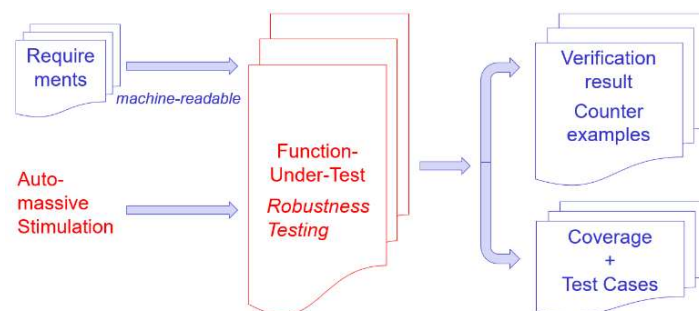 Require
ments
machine-readable
Auto-
massive
Stimulation
Function-
Under-Test
Robustness
Testing
Verification
result
Counter
examples
Coverage
+
Test Cases